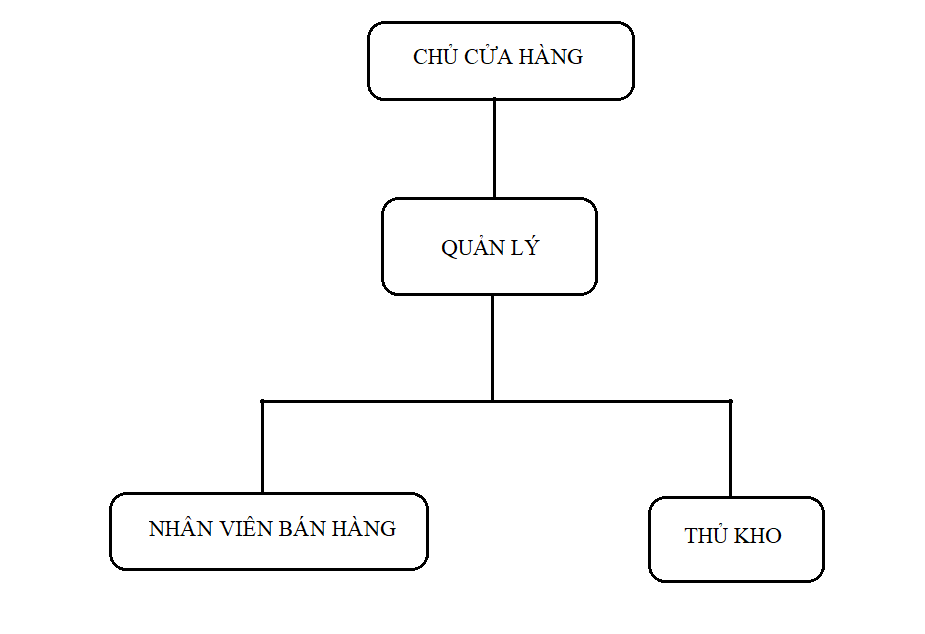 CHỦ CỬA HÀNG
QUẢN LÝ
NHÂN VIÊN BÁN HÀNG
THỦ KHO